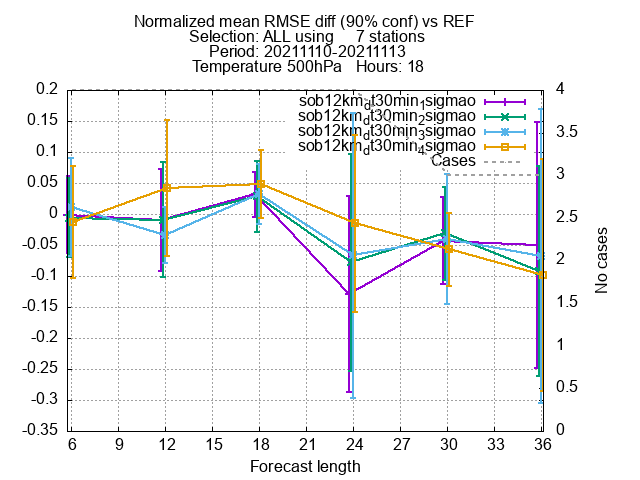 Normalized mean RMSE diff (90% conf) vs REF
Selection: ALL using 7 stations
Period: 20211110-20211113
Temperature 500hPa Hours: 18
sob12km_dt30min_1sigmao
sob12km_dt30min_2sigmao
sob12km_dt30min_3sigmao
sob12km_dt30min_4sigmao
Cases
0.2
0.15
0.1
0.05
0
-0.05
-0.1
-0.15
-0.2
-0.25
-0.3
-0.35
4
3.5
3
2.5
2
1.5
1
0.5
0
No cases
6 9 12 15 18 21 24 27 30 33 36
Forecast length